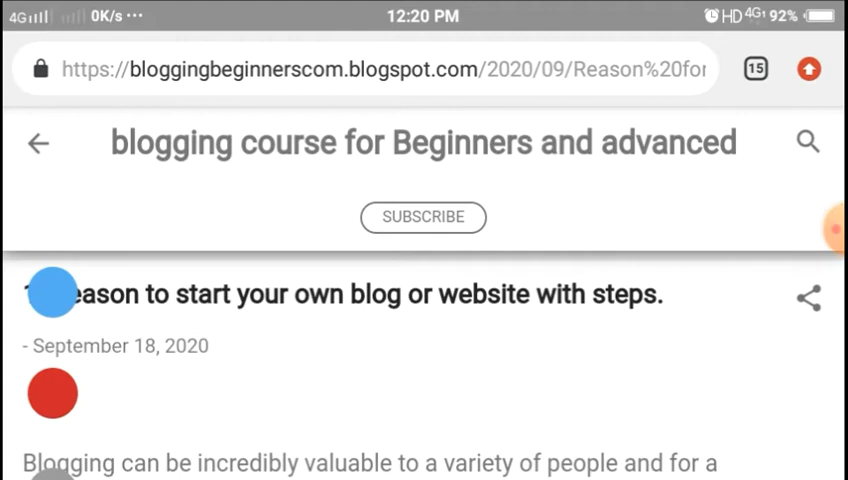 4G 0K/s ··· 12:20 PM HD 4G 92%
https://bloggingbeginnerscom.blogspot.com/2020/09/Reason%20for 15
blogging course for Beginners and advanced
SUBSCRIBE
eason to start your own blog or website with steps.
- September 18, 2020
Blogging can be incredibly valuable to a variety of people and for a